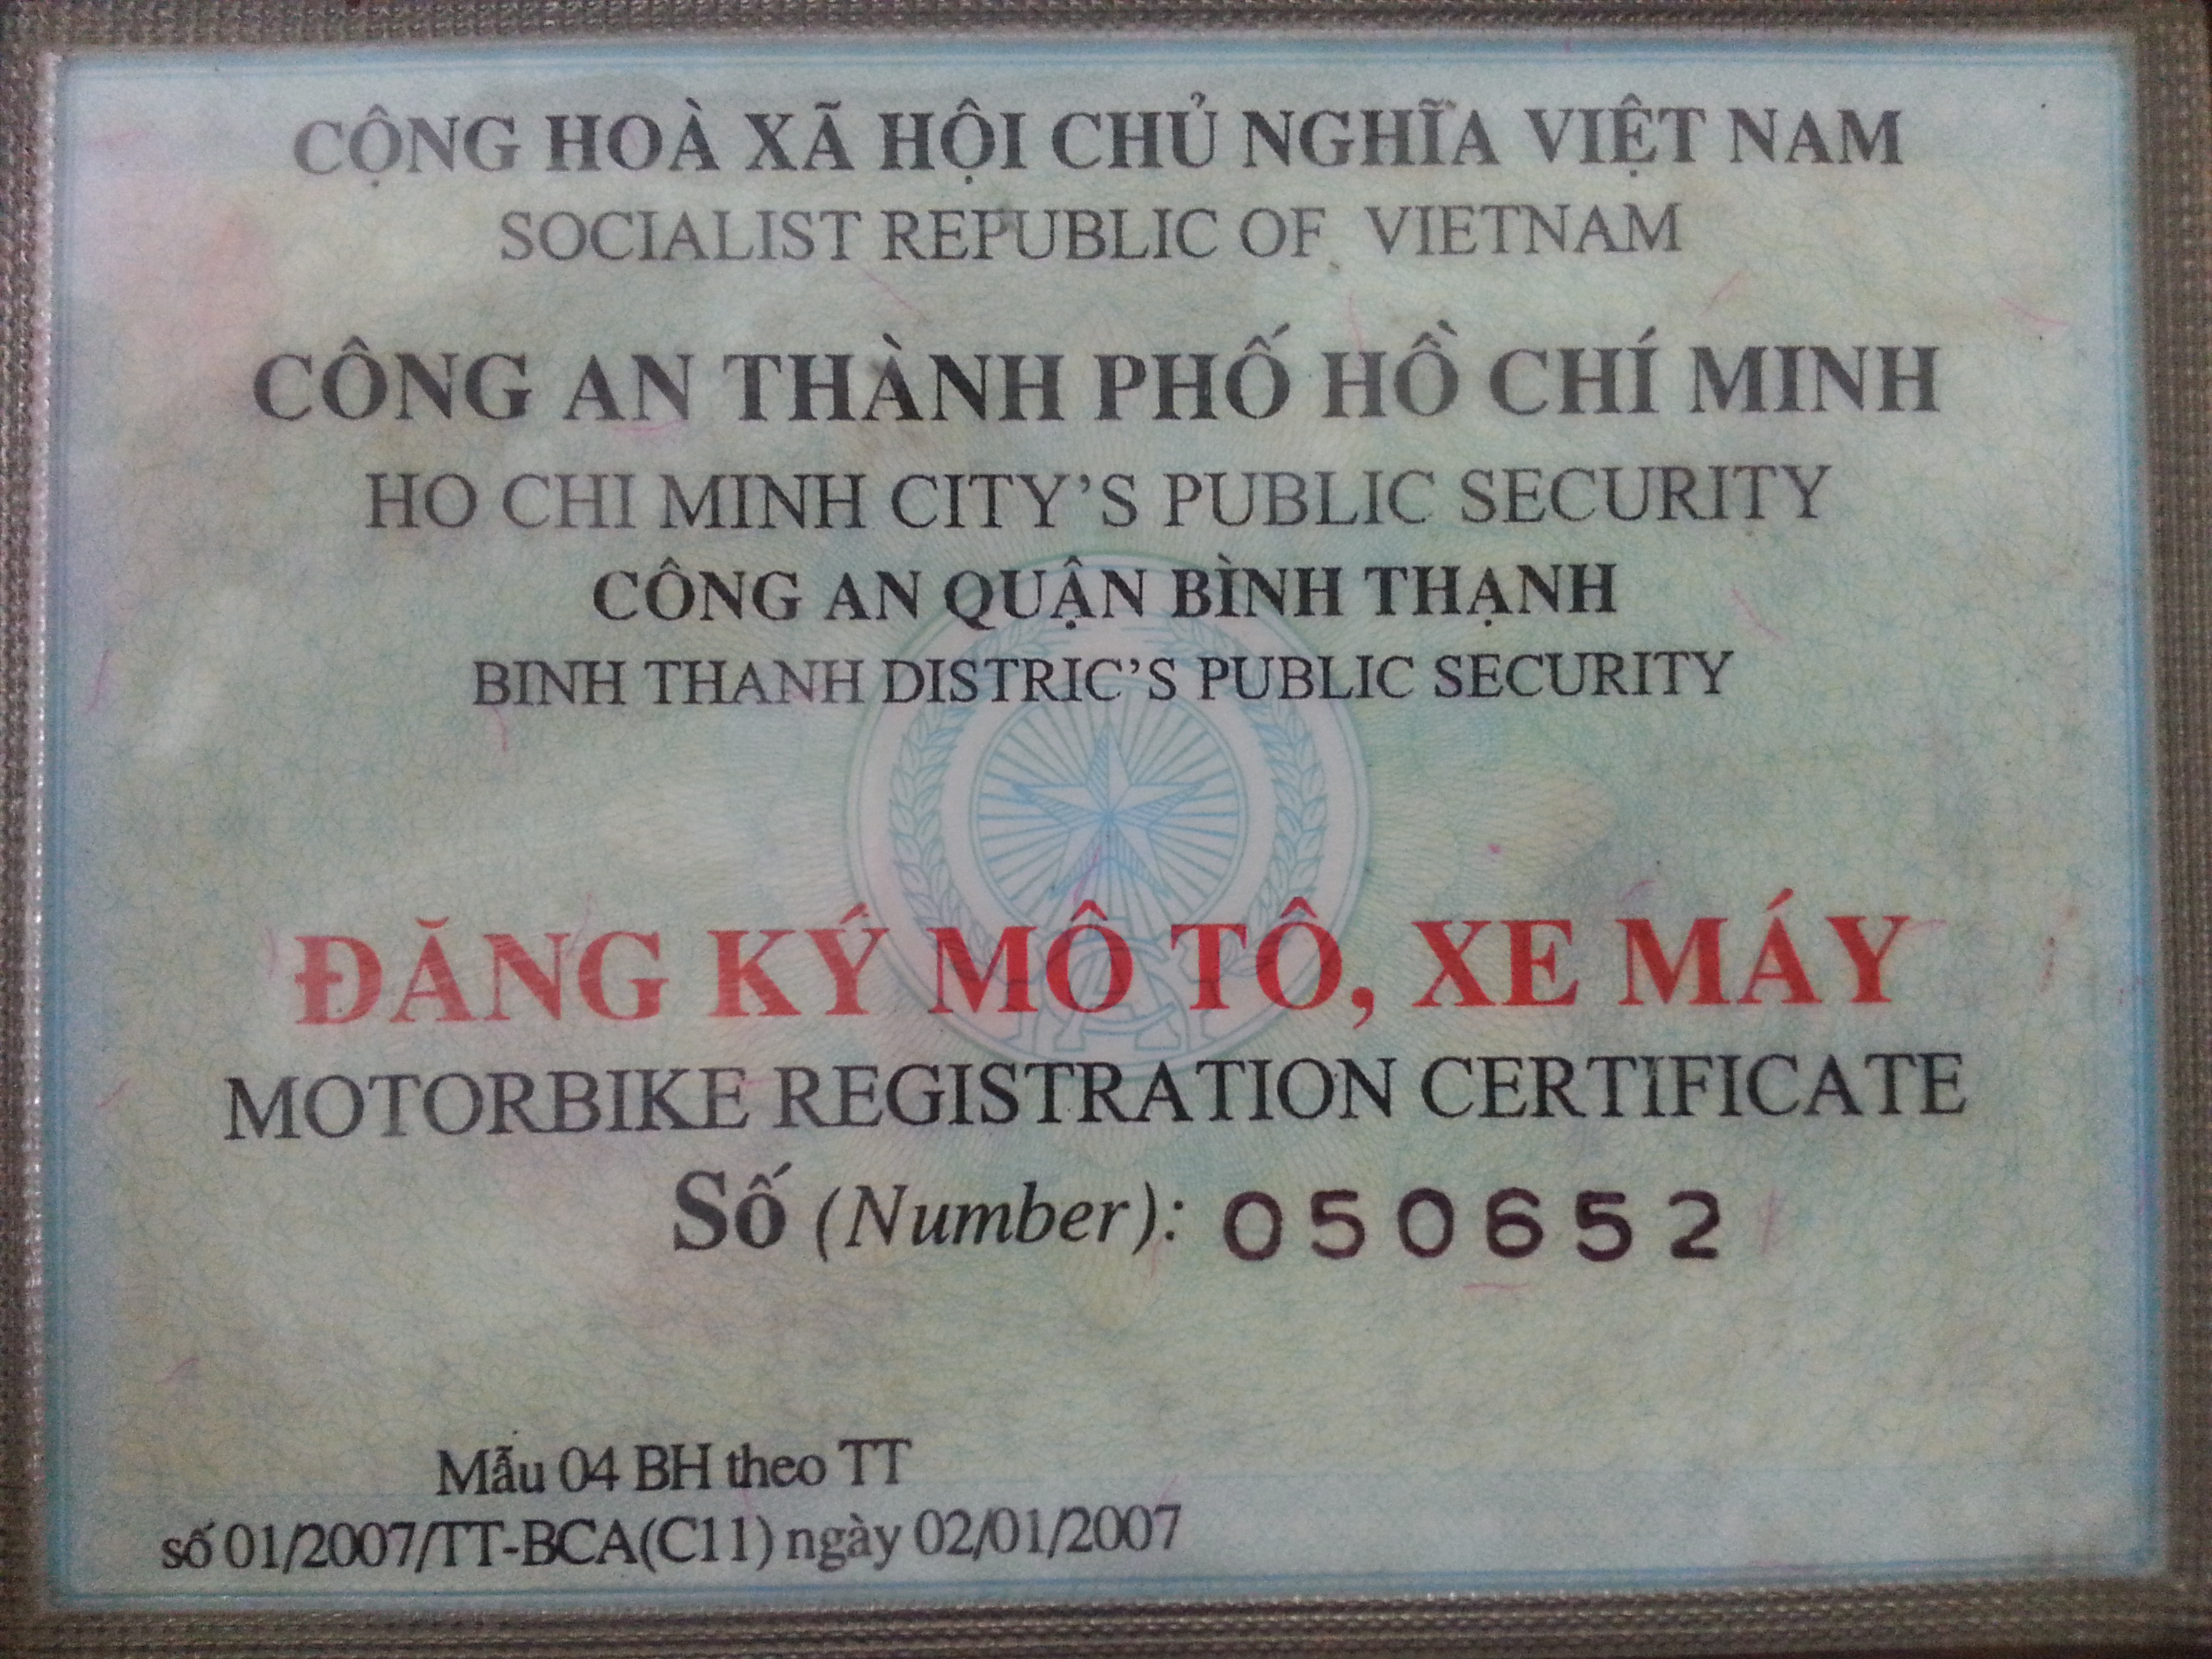 CỘNG HOÀ XÃ HỘI CHỦ NGHĨA VIỆT NAM
SOCIALIST REPUBLIC OF VIETNAM
CÔNG AN THÀNH PHỐ HỒ CHÍ MINH
HO CHI MINH CITY'S PUBLIC SECURITY
CÔNG AN QUẬN BÌNH THẠNH
BINH THANH DISTRIC'S PUBLIC SECURITY
ĐĂNG KÝ MÔ TÔ, XE MÁY
MOTORBIKE REGISTRATION CERTIFICATE
Số (Number): 050652
Mẫu 04 BH theo TT
số 01/2007/TT-BCA(C11) ngày 02/01/2007